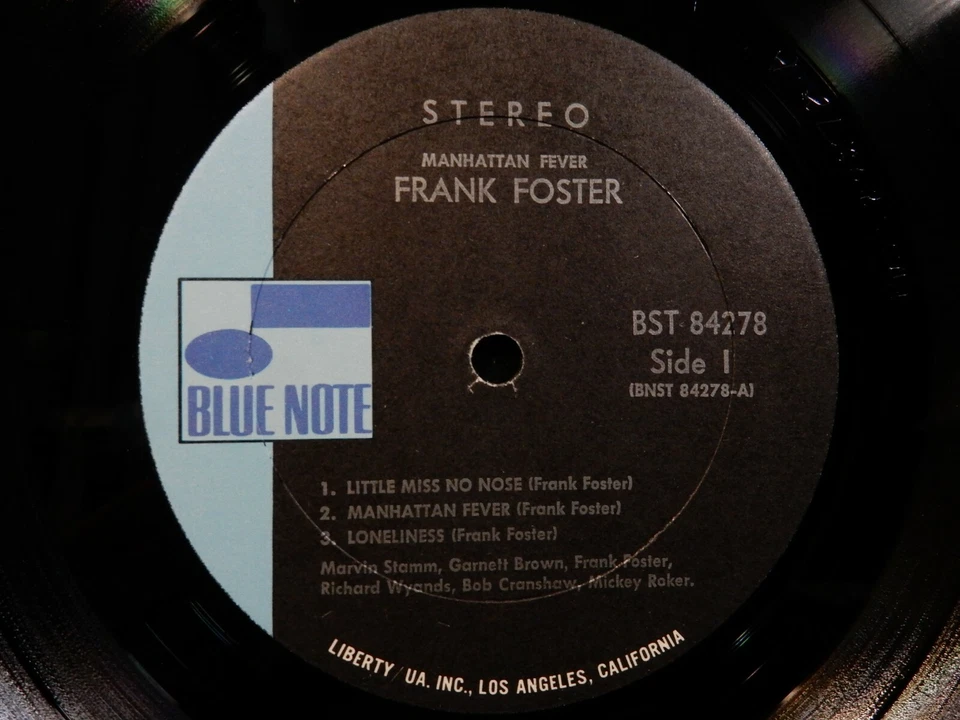 STEREO
MANHATTAN FEVER
FRANK FOSTER
BLUE NOTE
BST 84278
Side 1
(BNST 84278-A)
1. LITTLE MISS NO NOSE (Frank Foster)
2. MANHATTAN FEVER (Frank Foster)
3. LONELINESS (Frank Foster)
Marvin Stamm, Garnett Brown, Frank Foster,
Richard Wyands, Bob Cranshaw, Mickey Roker.
LIBERTY/UA. INC., LOS ANGELES, CALIFORNIA